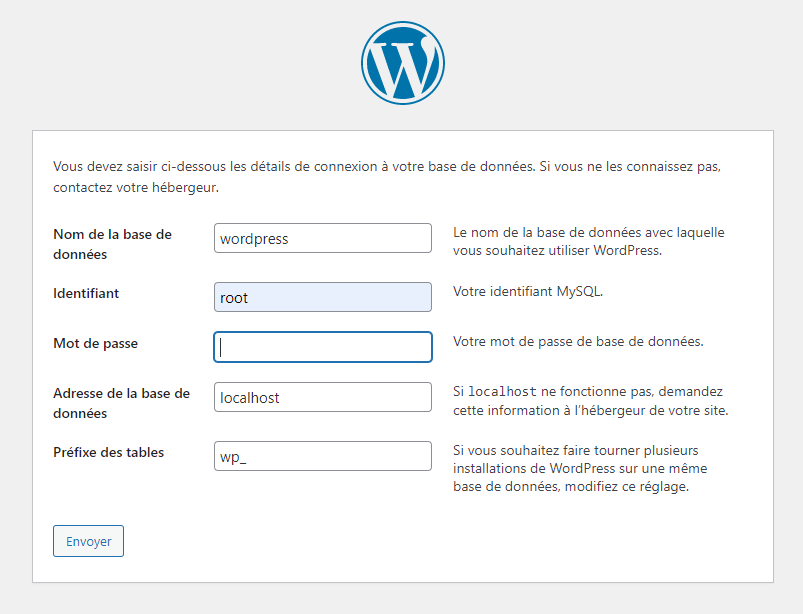 Vous devez saisir ci-dessous les détails de connexion à votre base de données. Si vous ne les connaissez pas,
contactez votre hébergeur.
Nom de la base de
données
wordpress
Le nom de la base de données avec laquelle
vous souhaitez utiliser WordPress.
Identifiant
root
Votre identifiant MySQL.
Mot de passe
Votre mot de passe de base de données.
Adresse de la base de
données
localhost
Si localhost ne fonctionne pas, demandez
cette information à l’hébergeur de votre site.
Préfixe des tables
wp_
Si vous souhaitez faire tourner plusieurs
installations de WordPress sur une même
base de données, modifiez ce réglage.
Envoyer